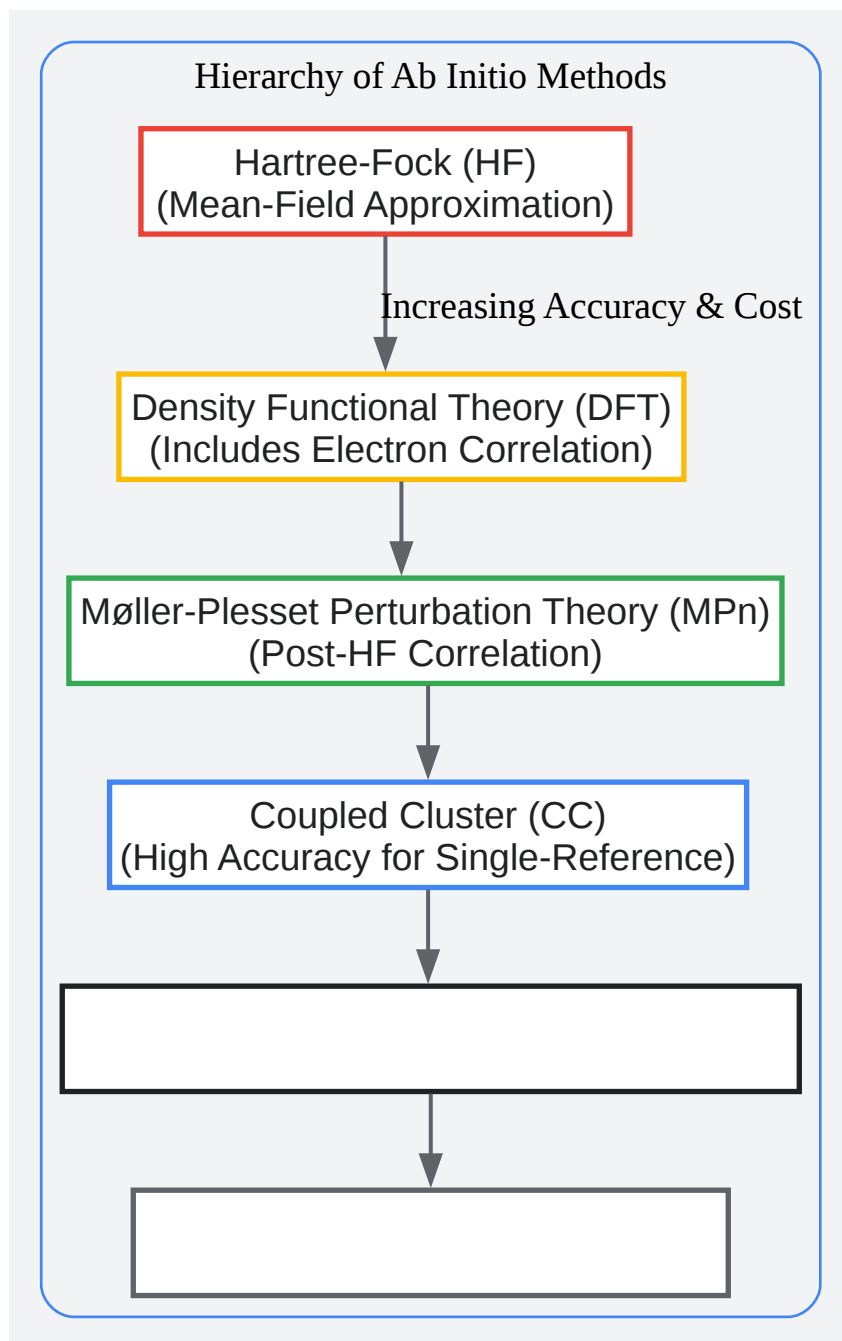 Hierarchy of Ab Initio Methods
Hartree-Fock (HF)
(Mean-Field Approximation)
Increasing Accuracy & Cost
Density Functional Theory (DFT)
(Includes Electron Correlation)
Møller-Plesset Perturbation Theory (MPn)
(Post-HF Correlation)
Coupled Cluster (CC)
(High Accuracy for Single-Reference)